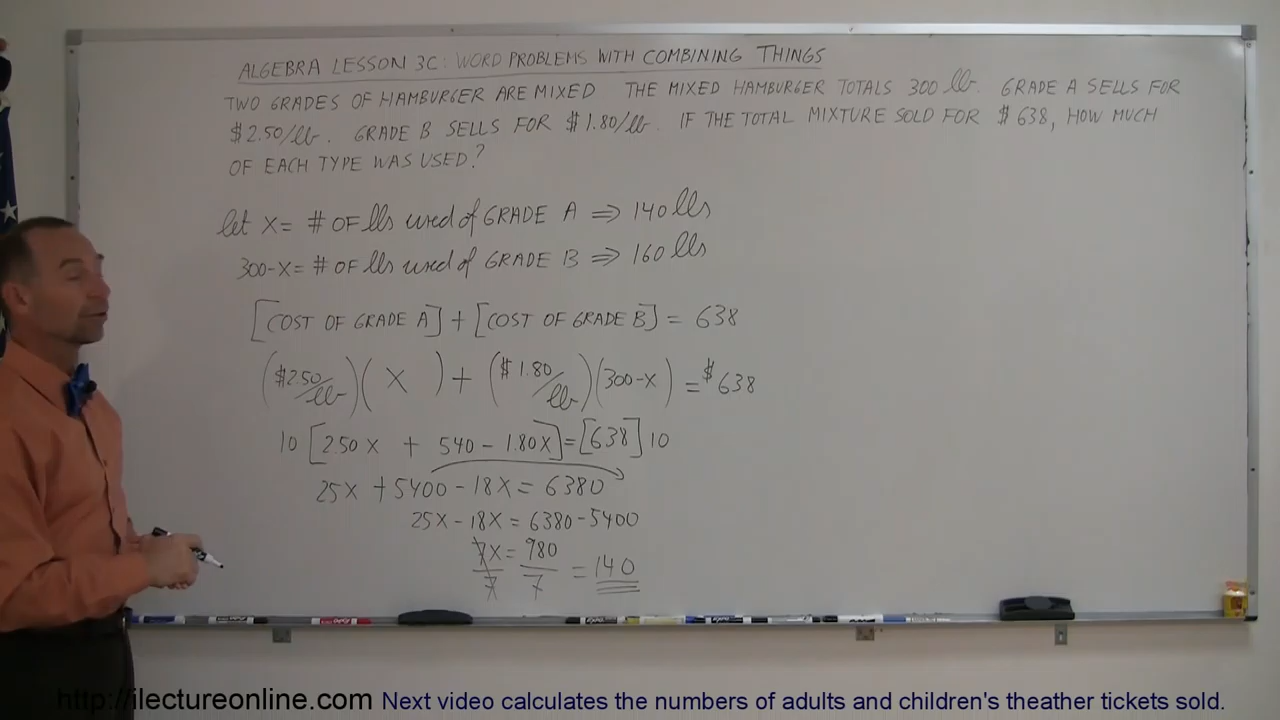 ALGEBRA LESSON 3C: WORD PROBLEMS WITH COMBINING THINGS
TWO GRADES OF HAMBURGER ARE MIXED THE MIXED HAMBURGER TOTALS 300 lb. GRADE A SELLS FOR
$2.50/lb. GRADE B SELLS FOR $1.80/lb. IF THE TOTAL MIXTURE SOLD FOR $638, HOW MUCH
OF EACH TYPE WAS USED?
let X = # OF lbs used of GRADE A ⇒ 140 lbs
300-X = # OF lbs used of GRADE B ⇒ 160 lbs
[COST OF GRADE A] + [COST OF GRADE B] = 638
($2.50/lb)(X) + ($1.80/lb)(300-X) = $638
10[2.50X + 540 - 1.80X] = [638]10
25X + 5400 - 18X = 6380
25X - 18X = 6380 - 5400
7X/7 = 980/7 = 140
http://ilectureonline.com Next video calculates the numbers of adults and children's theather tickets sold.